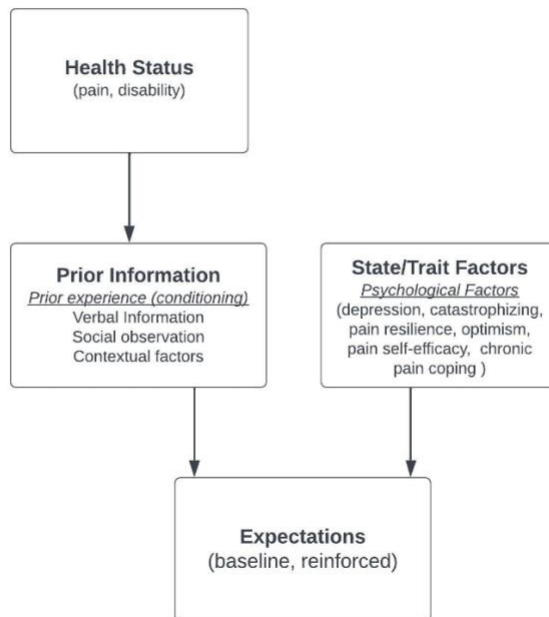 Health Status
(pain, disability)
Prior Information
Prior experience (conditioning)
Verbal Information
Social observation
Contextual factors
State/Trait Factors
Psychological Factors
(depression, catastrophizing,
pain resilience, optimism,
pain self-efficacy, chronic
pain coping )
Expectations
(baseline, reinforced)